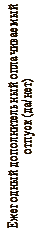 Ежегодный дополнительный оплачиваемый
отпуск (да/нет)